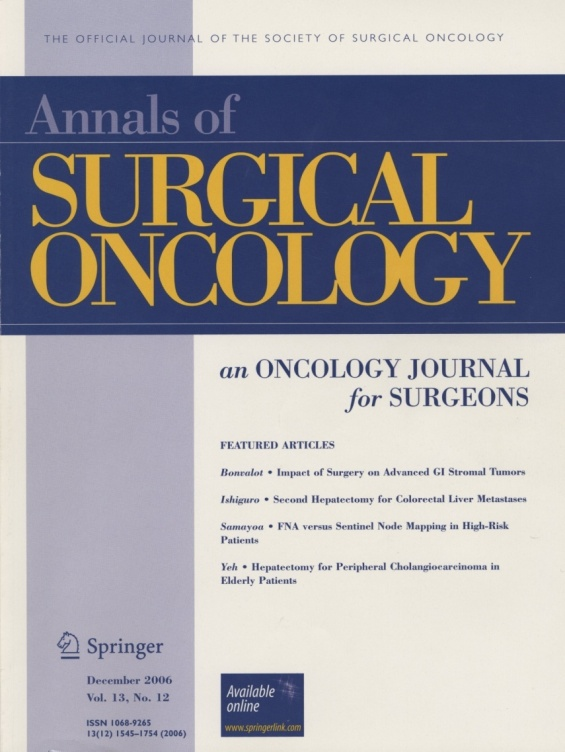 THE OFFICIAL JOURNAL OF THE SOCIETY OF SURGICAL ONCOLOGY
Annals of
SURGICAL
ONCOLOGY
an ONCOLOGY JOURNAL
for SURGEONS
FEATURED ARTICLES
Bonvalot • Impact of Surgery on Advanced GI Stromal Tumors
Ishiguro • Second Hepatectomy for Colorectal Liver Metastases
Samayoa • FNA versus Sentinel Node Mapping in High-Risk
Patients
Yeh • Hepatectomy for Peripheral Cholangiocarcinoma in
Elderly Patients
Springer
December 2006
Vol. 13, No. 12
ISSN 1068-9265
13(12) 1545–1754 (2006)
Available
online
www.springerlink.com